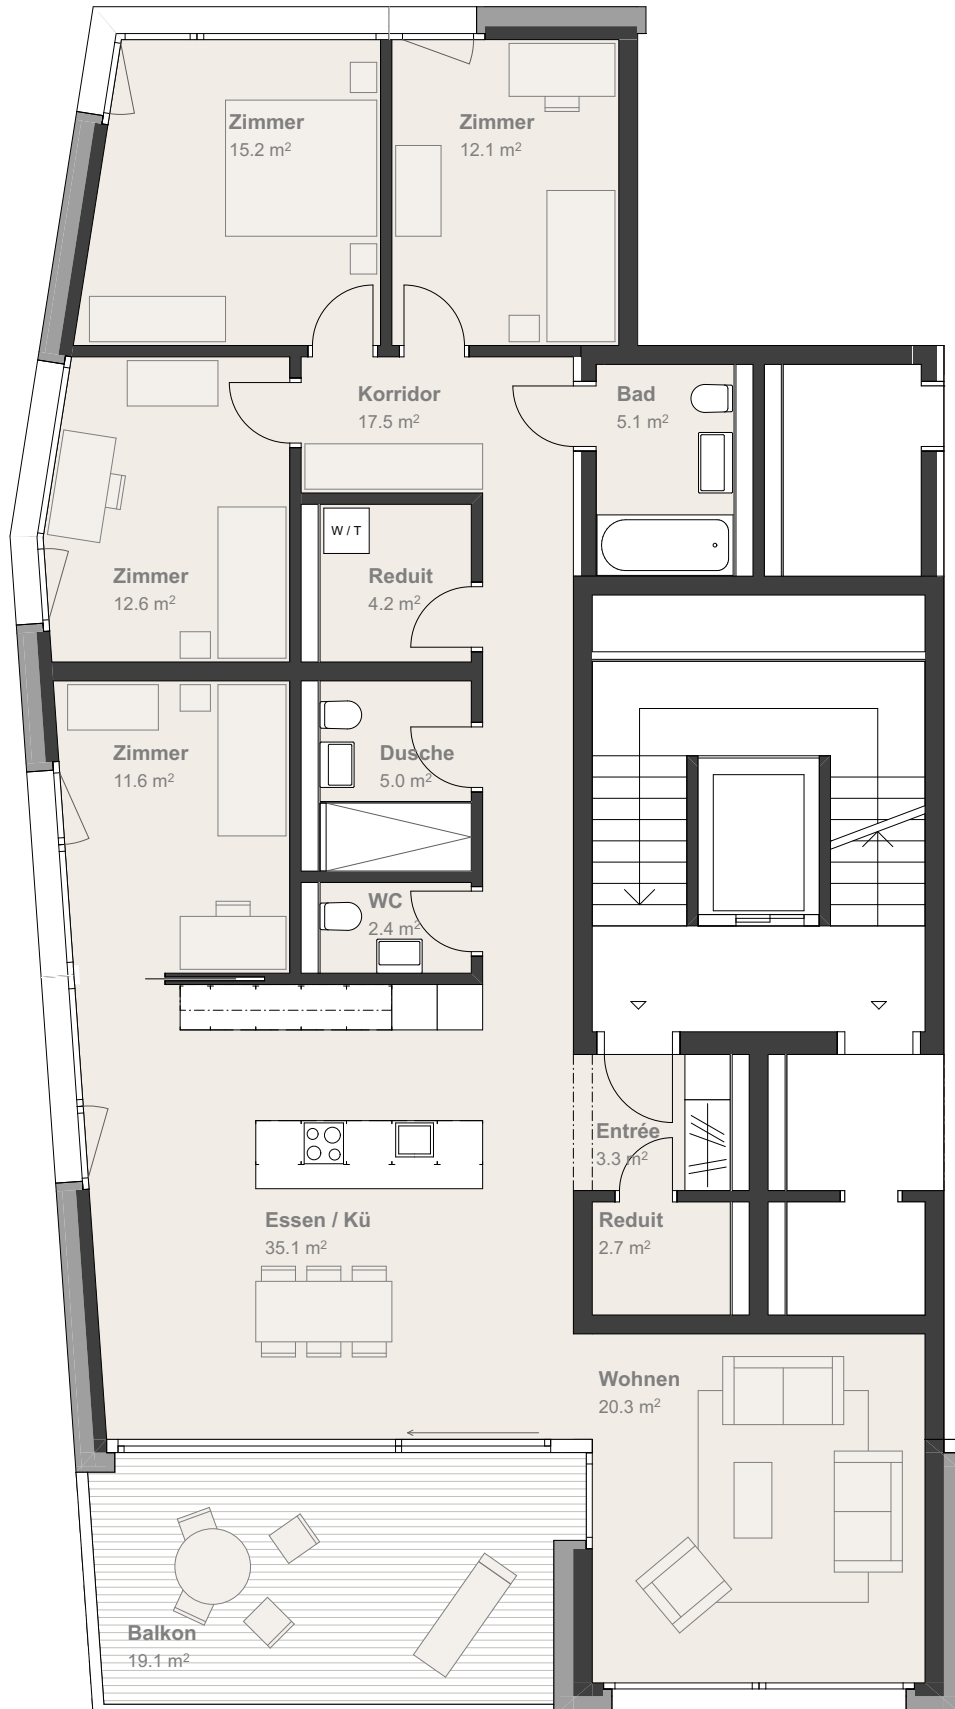 Zimmer
15.2 m²
Zimmer
12.1 m²
Korridor
17.5 m²
Bad
5.1 m²
W / T
Reduit
4.2 m²
Zimmer
12.6 m²
Zimmer
11.6 m²
Dusche
5.0 m²
WC
2.4 m²
Entrée
3.3 m²
Essen / Kü
35.1 m²
Reduit
2.7 m²
Wohnen
20.3 m²
Balkon
19.1 m²